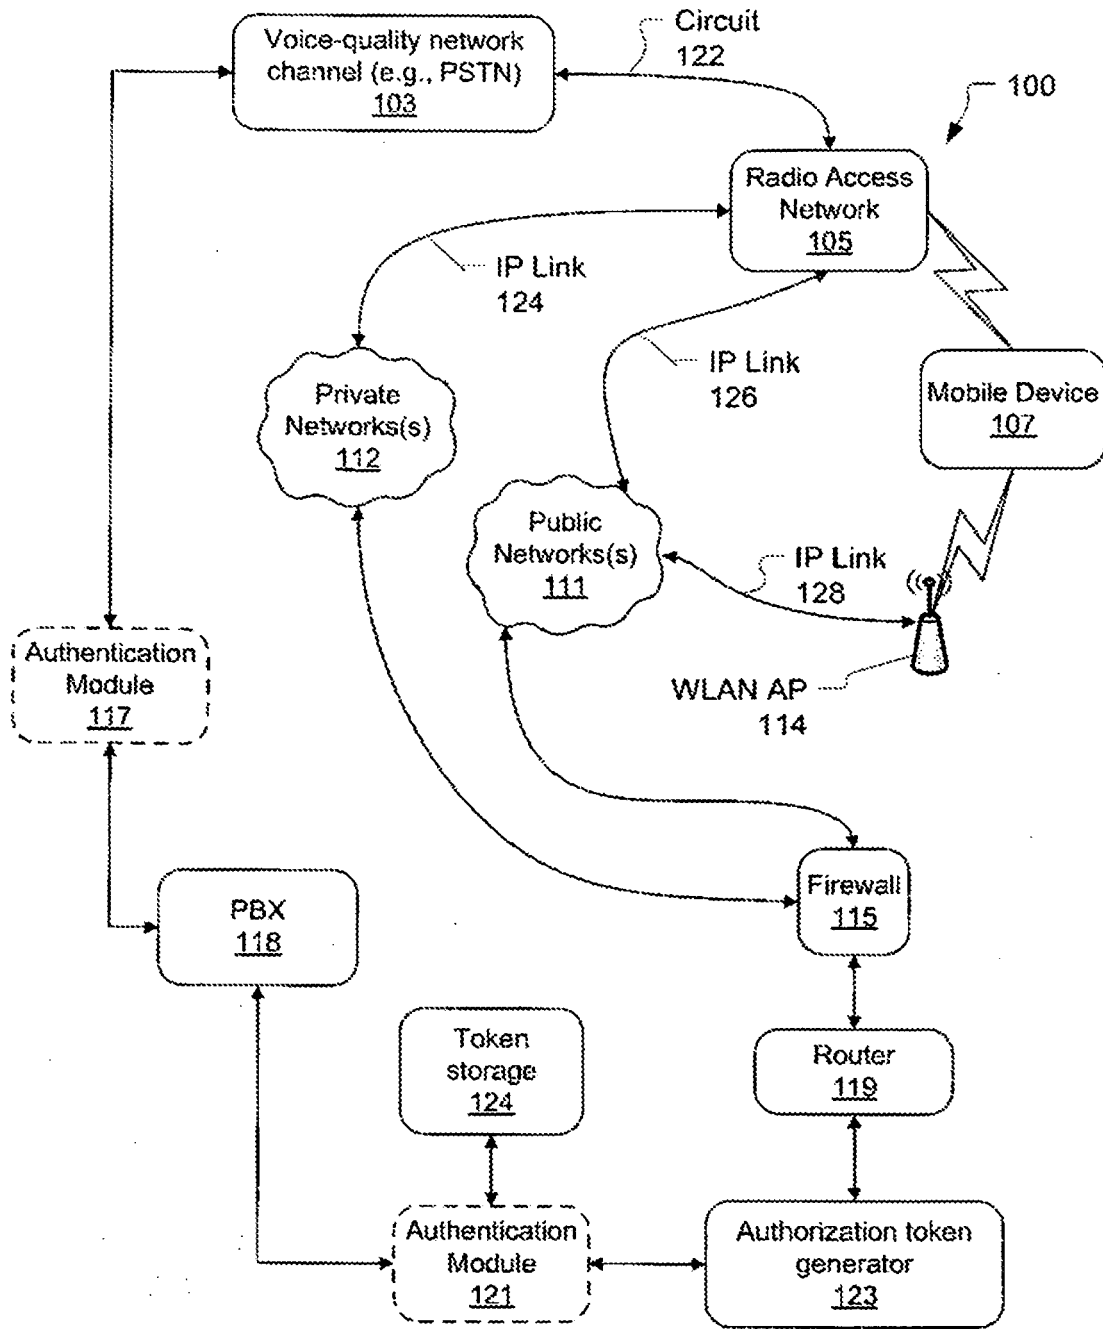 Voice-quality network
channel (e.g., PSTN)
103
Circuit
122
100
Radio Access
Network
105
IP Link
124
IP Link
126
Private
Networks(s)
112
Mobile Device
107
Public
Networks(s)
111
IP Link
128
WLAN AP
114
Authentication
Module
117
PBX
118
Firewall
115
Token
storage
124
Router
119
Authentication
Module
121
Authorization token
generator
123